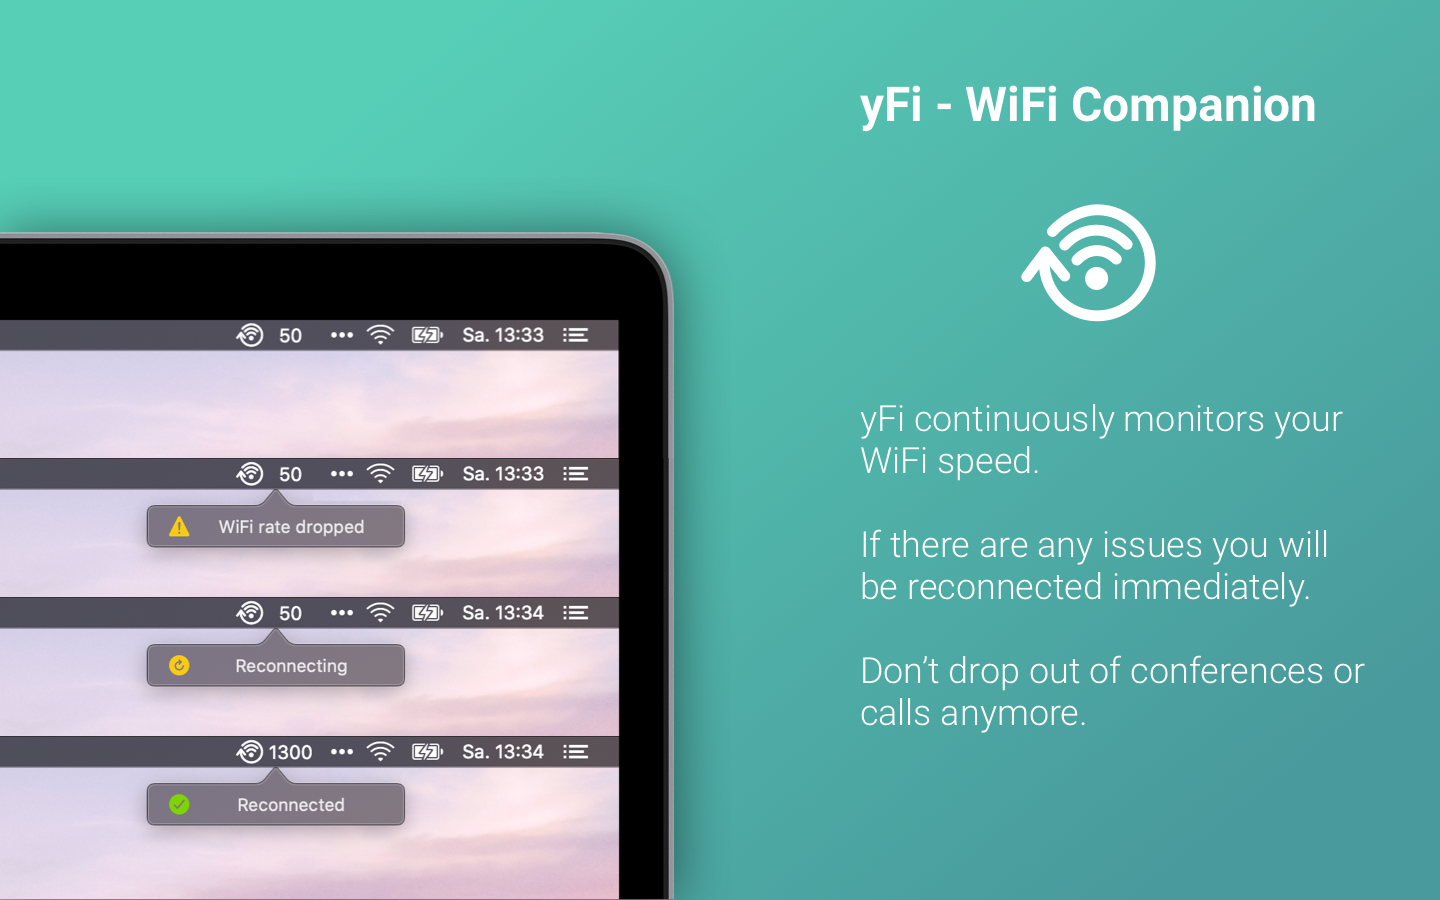 yFi - WiFi Companion
50 ••• Sa. 13:33
50 ••• Sa. 13:33
WiFi rate dropped
50 ••• Sa. 13:34
Reconnecting
1300 ••• Sa. 13:34
Reconnected
yFi continuously monitors your
WiFi speed.
If there are any issues you will
be reconnected immediately.
Don’t drop out of conferences or
calls anymore.